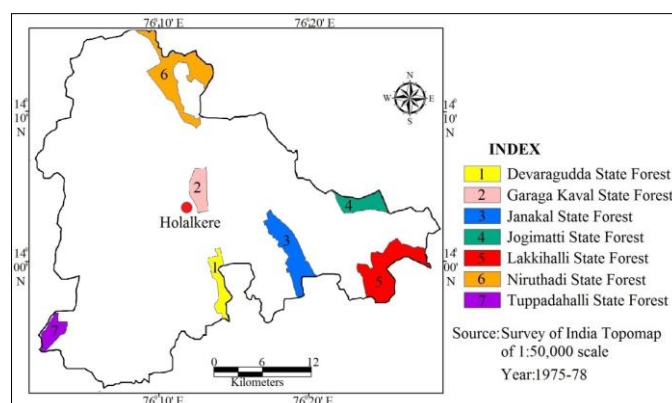 76°10' E 76°20' E
N
W E
S
14°
10'
N
14°
10'
N
6
INDEX
1 Devaragudda State Forest
2 Garaga Kaval State Forest
3 Janakal State Forest
4 Jogimatti State Forest
5 Lakkihalli State Forest
6 Niruthadi State Forest
7 Tuppadahalli State Forest
2
4
Holalkere
3
14°
00'
N
14°
00'
N
1
5
7
Source:Survey of India Topomap
of 1:50,000 scale
Year:1975-78
0 6 12
Kilometers
76°10' E 76°20' E